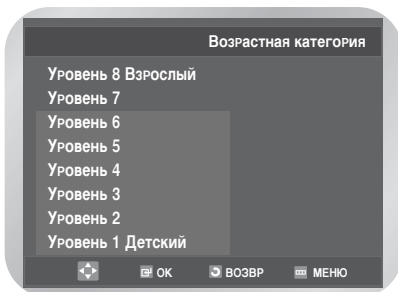 Возрастная категория
Уровень 8 Взрослый
Уровень 7
Уровень 6
Уровень 5
Уровень 4
Уровень 3
Уровень 2
Уровень 1 Детский
ОК ВОЗВР МЕНЮ